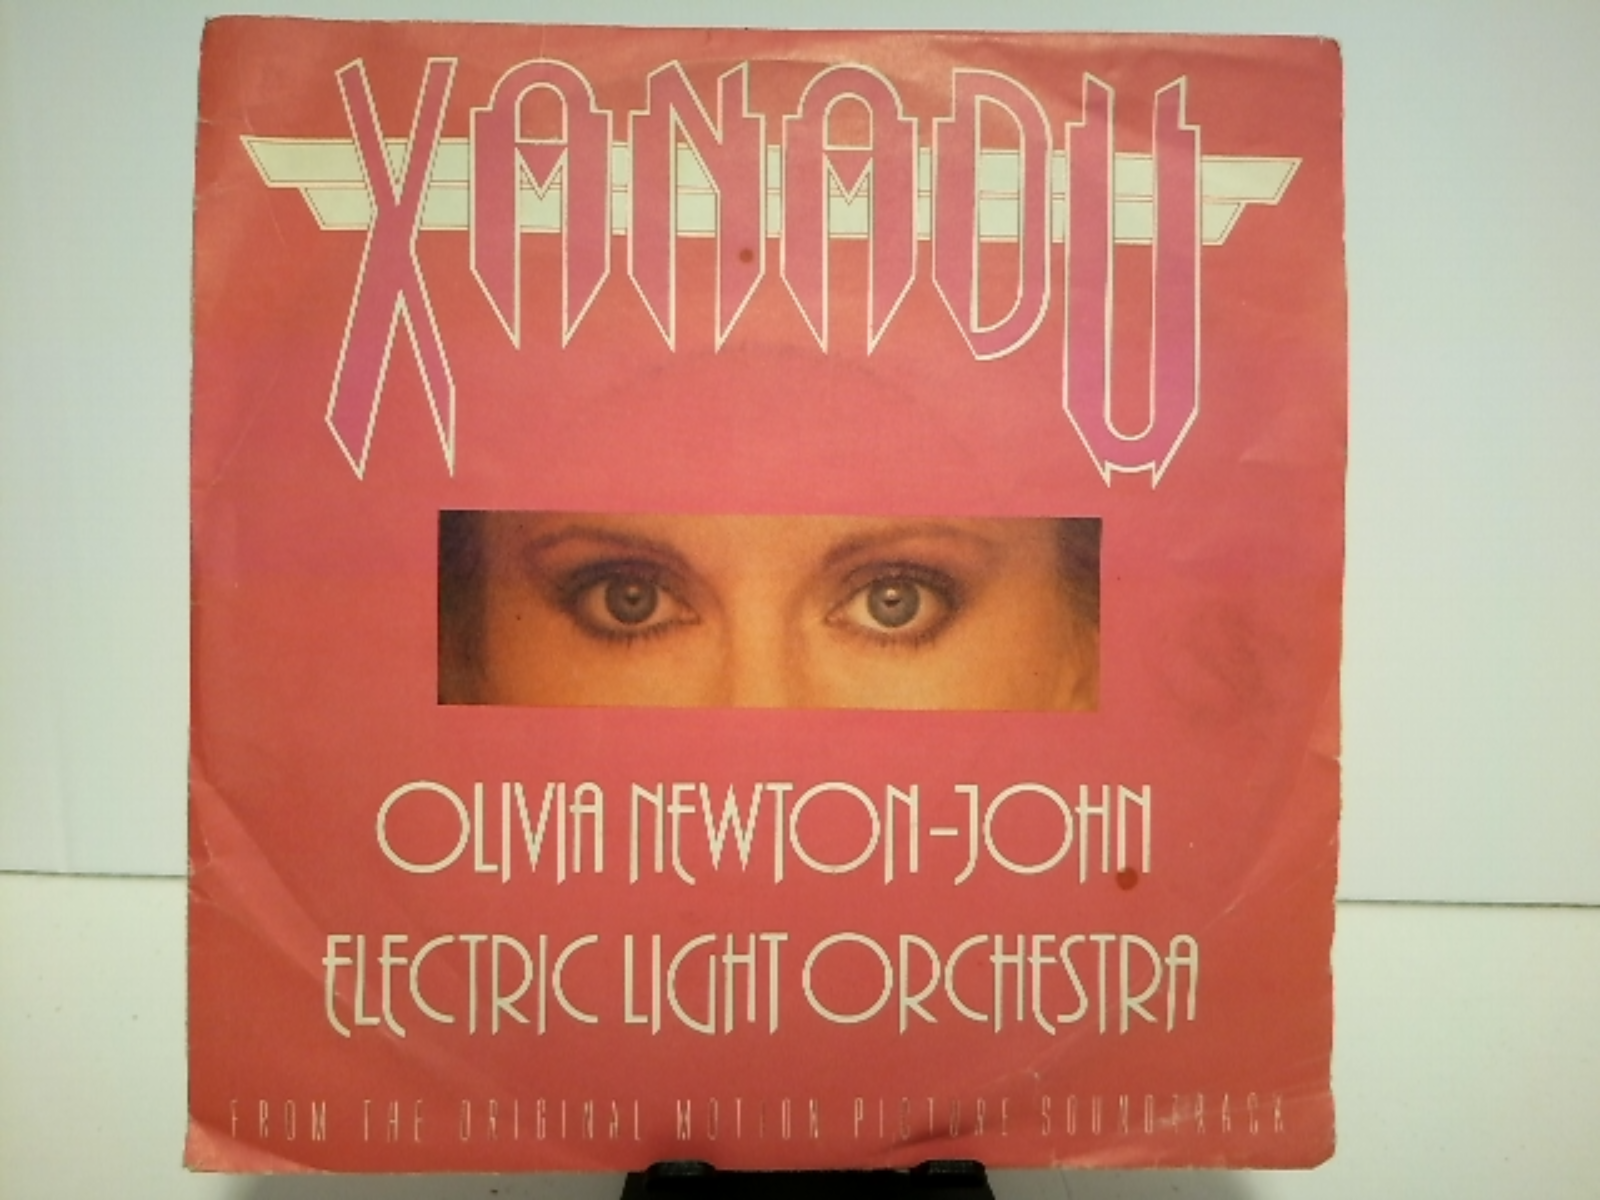 XANADU
OLIVIA NEWTON-JOHN
ELECTRIC LIGHT ORCHESTRA
FROM THE ORIGINAL MOTION PICTURE SOUNDTRACK